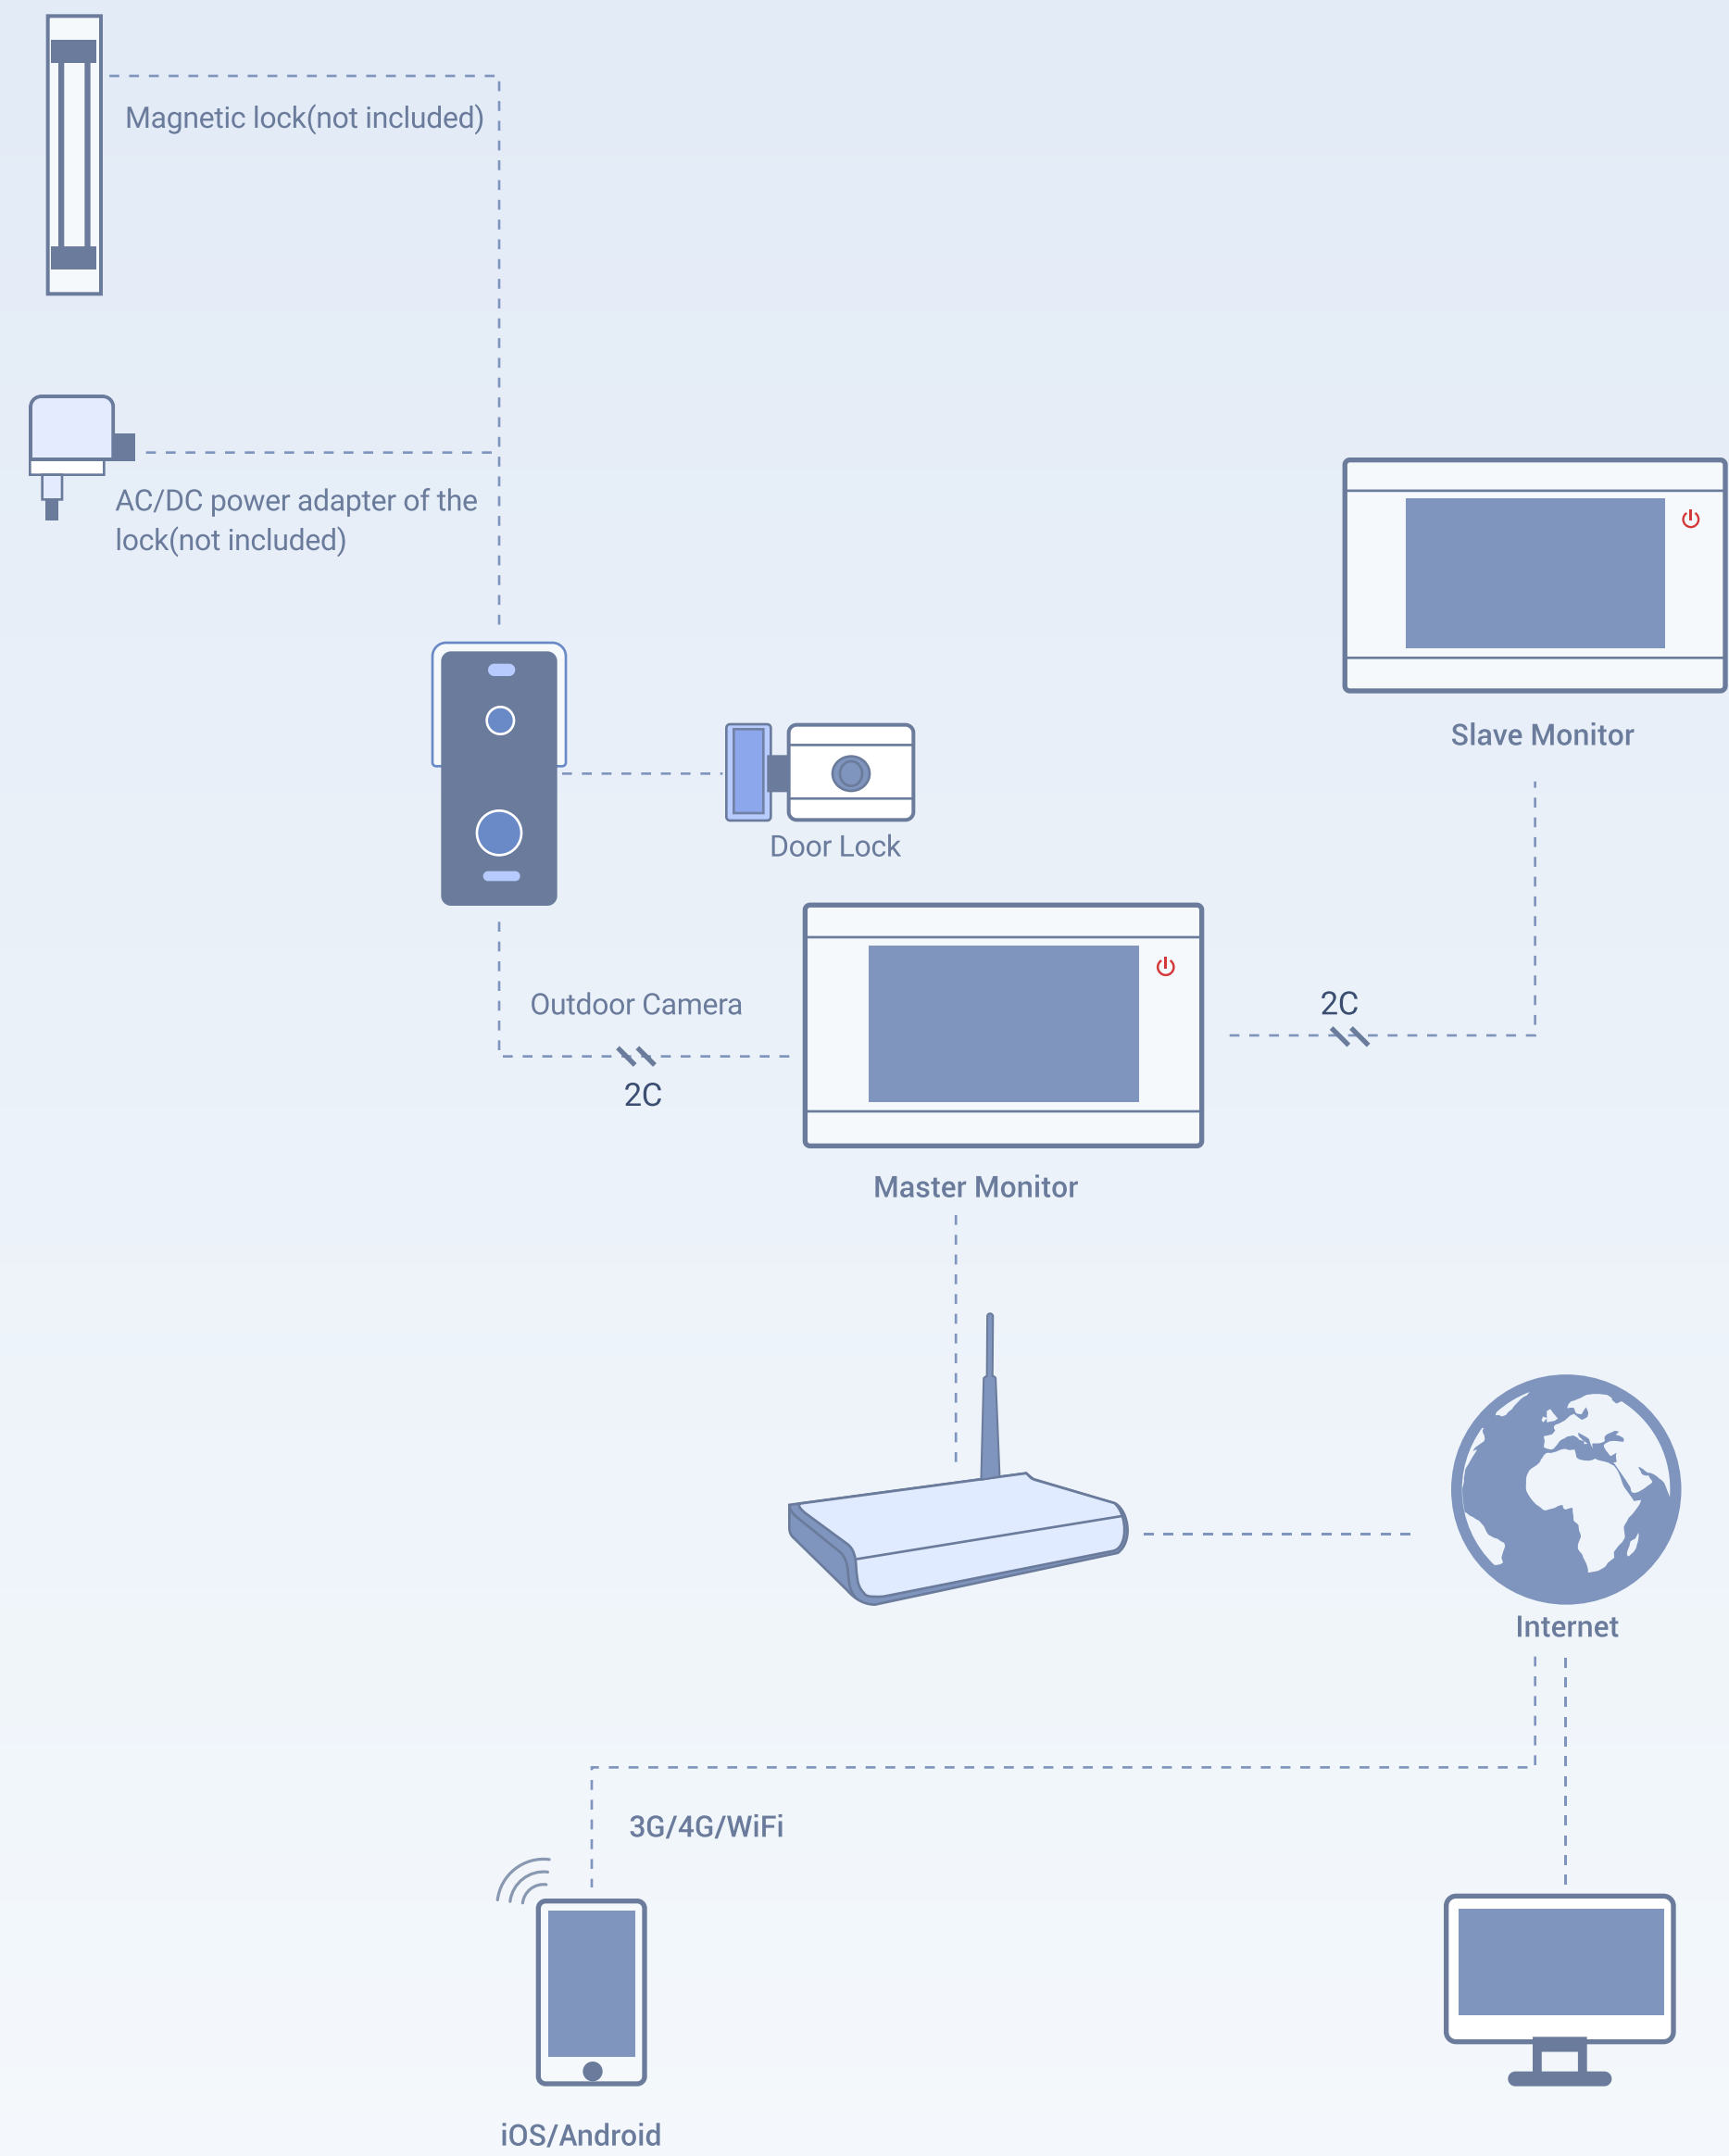 Magnetic lock(not included)
AC/DC power adapter of the
lock(not included)
Slave Monitor
Door Lock
Outdoor Camera
2C
2C
Master Monitor
Internet
3G/4G/WiFi
iOS/Android